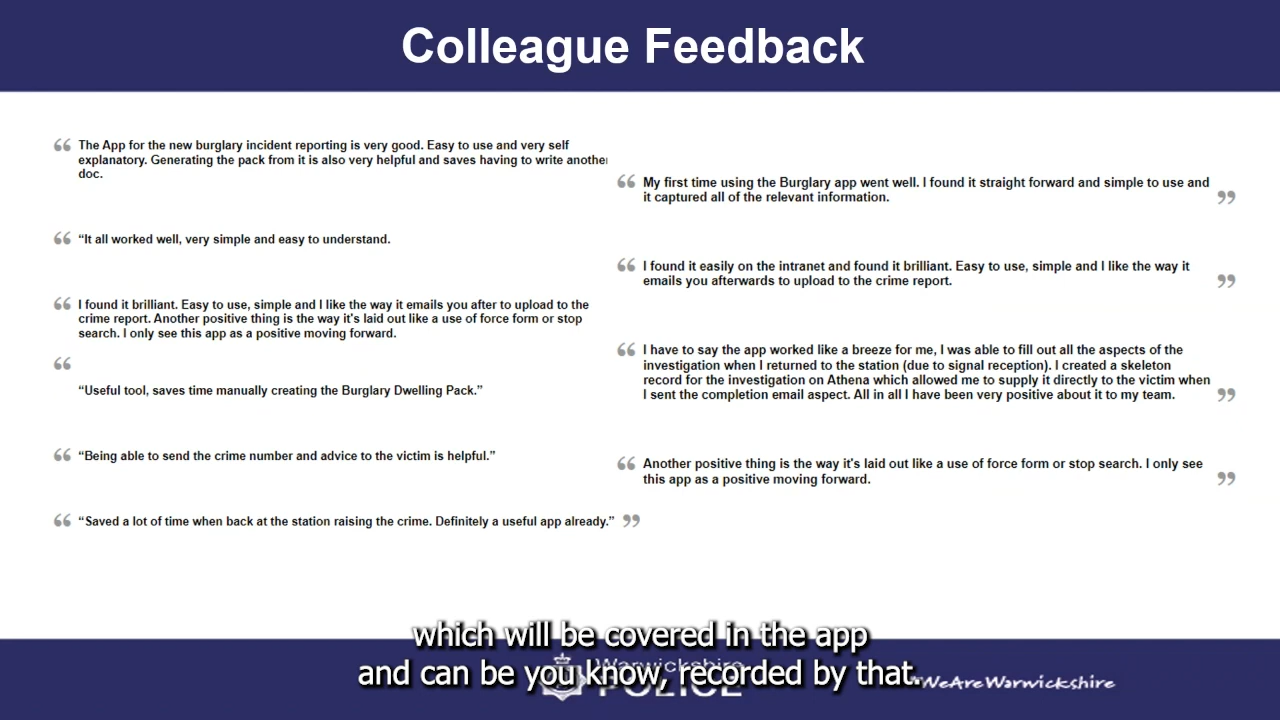 Colleague Feedback
The App for the new burglary incident reporting is very good. Easy to use and very self
explanatory. Generating the pack from it is also very helpful and saves having to write another
doc.
“It all worked well, very simple and easy to understand.
I found it brilliant. Easy to use, simple and I like the way it emails you after to upload to the
crime report. Another positive thing is the way it's laid out like a use of force form or stop
search. I only see this app as a positive moving forward.
“Useful tool, saves time manually creating the Burglary Dwelling Pack.”
“Being able to send the crime number and advice to the victim is helpful.”
“Saved a lot of time when back at the station raising the crime. Definitely a useful app already.”
My first time using the Burglary app went well. I found it straight forward and simple to use and
it captured all of the relevant information.
I found it easily on the intranet and found it brilliant. Easy to use, simple and I like the way it
emails you afterwards to upload to the crime report.
I have to say the app worked like a breeze for me, I was able to fill out all the aspects of the
investigation when I returned to the station (due to signal reception). I created a skeleton
record for the investigation on Athena which allowed me to supply it directly to the victim when
I sent the completion email aspect. All in all I have been very positive about it to my team.
Another positive thing is the way it's laid out like a use of force form or stop search. I only see
this app as a positive moving forward.
which will be covered in the app
and can be you know, recorded by that.
Warwickshire
POLICE
#WeAreWarwickshire